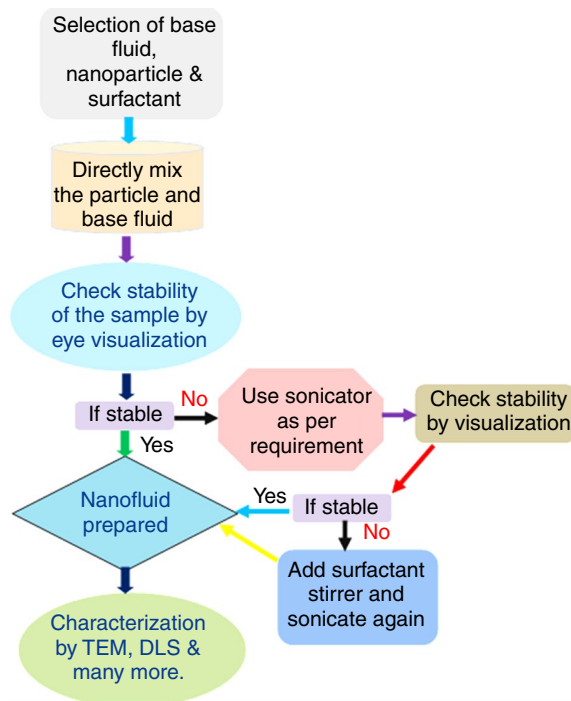 Selection of base
fluid,
nanoparticle &
surfactant
Directly mix
the particle and
base fluid
Check stability
of the sample by
eye visualization
If stable
No
Use sonicator
as per
requirement
Check stability
by visualization
Yes
Nanofluid
prepared
Yes
If stable
No
Add surfactant
stirrer and
sonicate again
Characterization
by TEM, DLS &
many more.